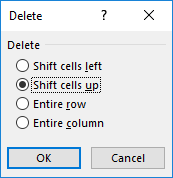 Delete
Delete
Shift cells left
Shift cells up
Entire row
Entire column
OK Cancel